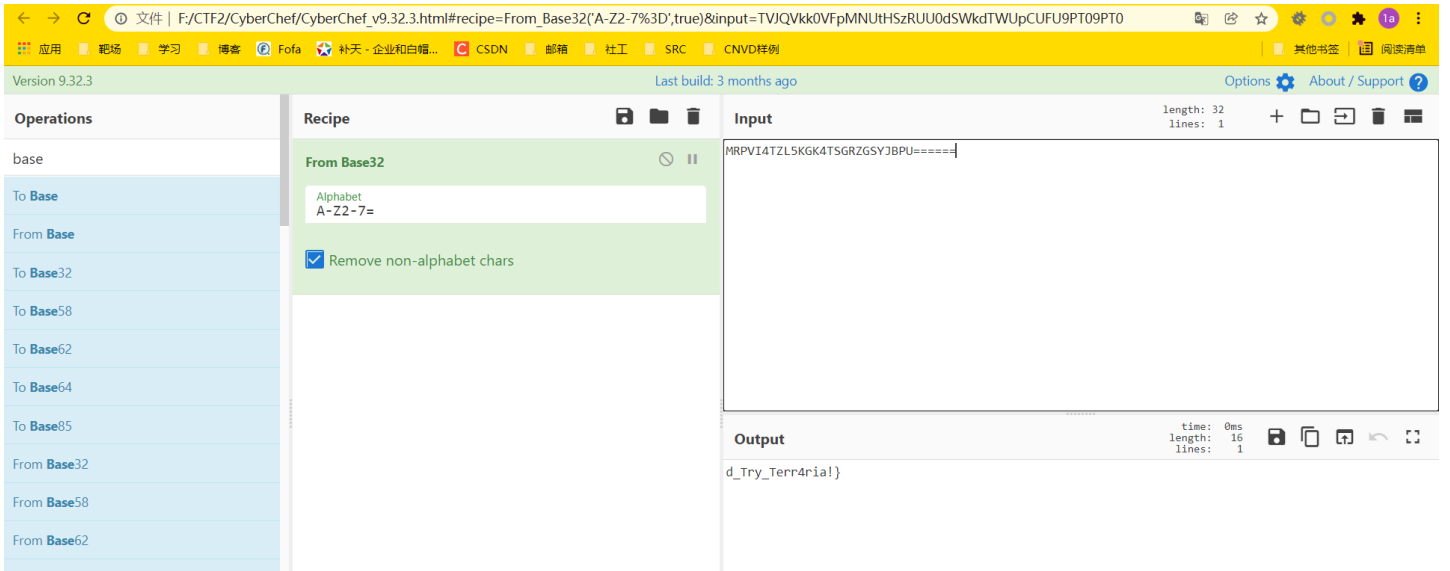 文件 | F:/CTF2/CyberChef/CyberChef_v9.32.3.html#recipe=From_Base32('A-Z2-7%3D',true)&input=TVJQVkk0VFpMNUtHSzRUU0dSWkdTWUpCUFU9PT09PT0
1a
应用 靶场 学习 博客 Fofa 补天 - 企业和白帽... CSDN 邮箱 社工 SRC CNVD样例 其他书签 阅读清单
Version 9.32.3 Last build: 3 months ago Options About / Support
Operations
Recipe
Input
length: 32
lines: 1
base
From Base32
MRPVI4TZL5KGK4TSGRZGSYJBPU======
To Base
Alphabet
A-Z2-7=
From Base
Remove non-alphabet chars
To Base32
To Base58
To Base62
To Base64
To Base85
From Base32
From Base58
From Base62
Output
time: 0ms
length: 16
lines: 1
d_Try_Terr4ria!}